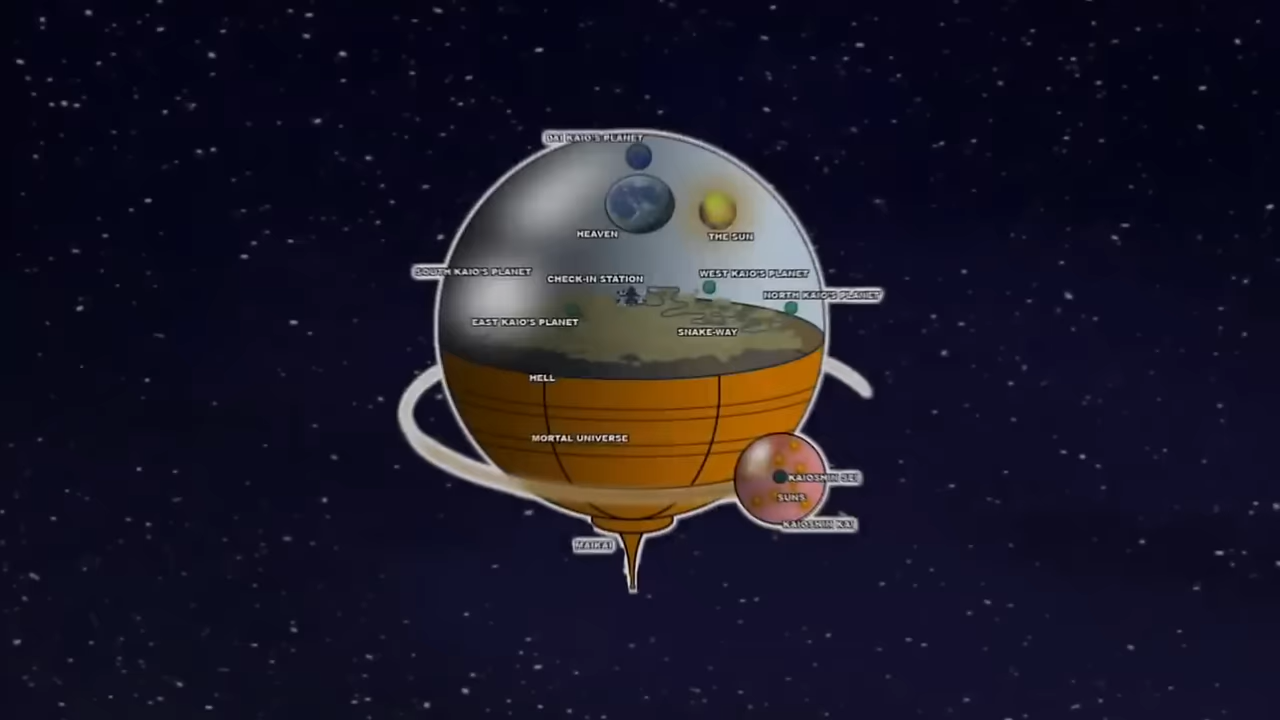 DAI KAIO'S PLANET
HEAVEN
THE SUN
SOUTH KAIO'S PLANET
CHECK-IN STATION
WEST KAIO'S PLANET
NORTH KAIO'S PLANET
EAST KAIO'S PLANET
SNAKE-WAY
HELL
MORTAL UNIVERSE
KAIOSHIN SEI
SUNS
KAIOSHIN KAI
MAIKAI